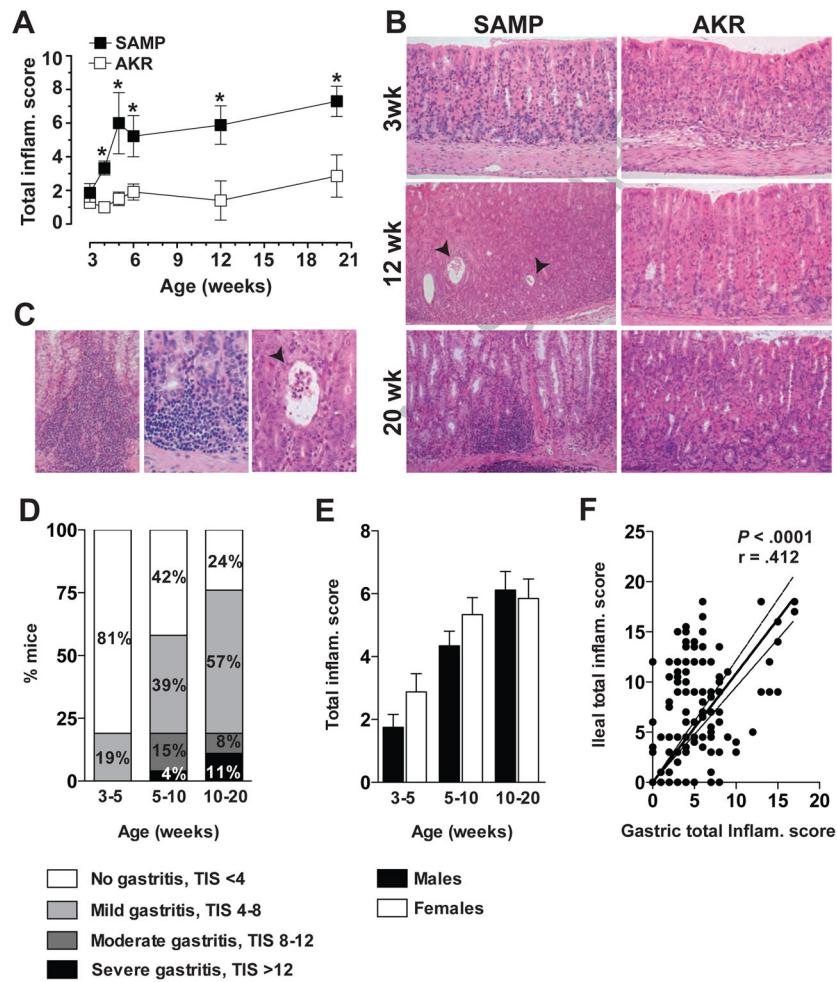 A
SAMP
AKR
Total inflam. score
10
8
6
4
2
0
*
*
*
*
*
3 6 9 12 15 18 21
Age (weeks)
B
SAMP
AKR
3wk
12 wk
20 wk
C
D
% mice
100
75
50
25
0
81%
19%
42%
39%
15%
4%
24%
57%
8%
11%
3-5 5-10 10-20
Age (weeks)
No gastritis, TIS <4
Mild gastritis, TIS 4-8
Moderate gastritis, TIS 8-12
Severe gastritis, TIS >12
E
Total inflam. score
8
6
4
2
0
3-5 5-10 10-20
Age (weeks)
Males
Females
F
P < .0001
r = .412
Ileal total inflam. score
25
20
15
10
5
0
0 5 10 15 20
Gastric total Inflam. score